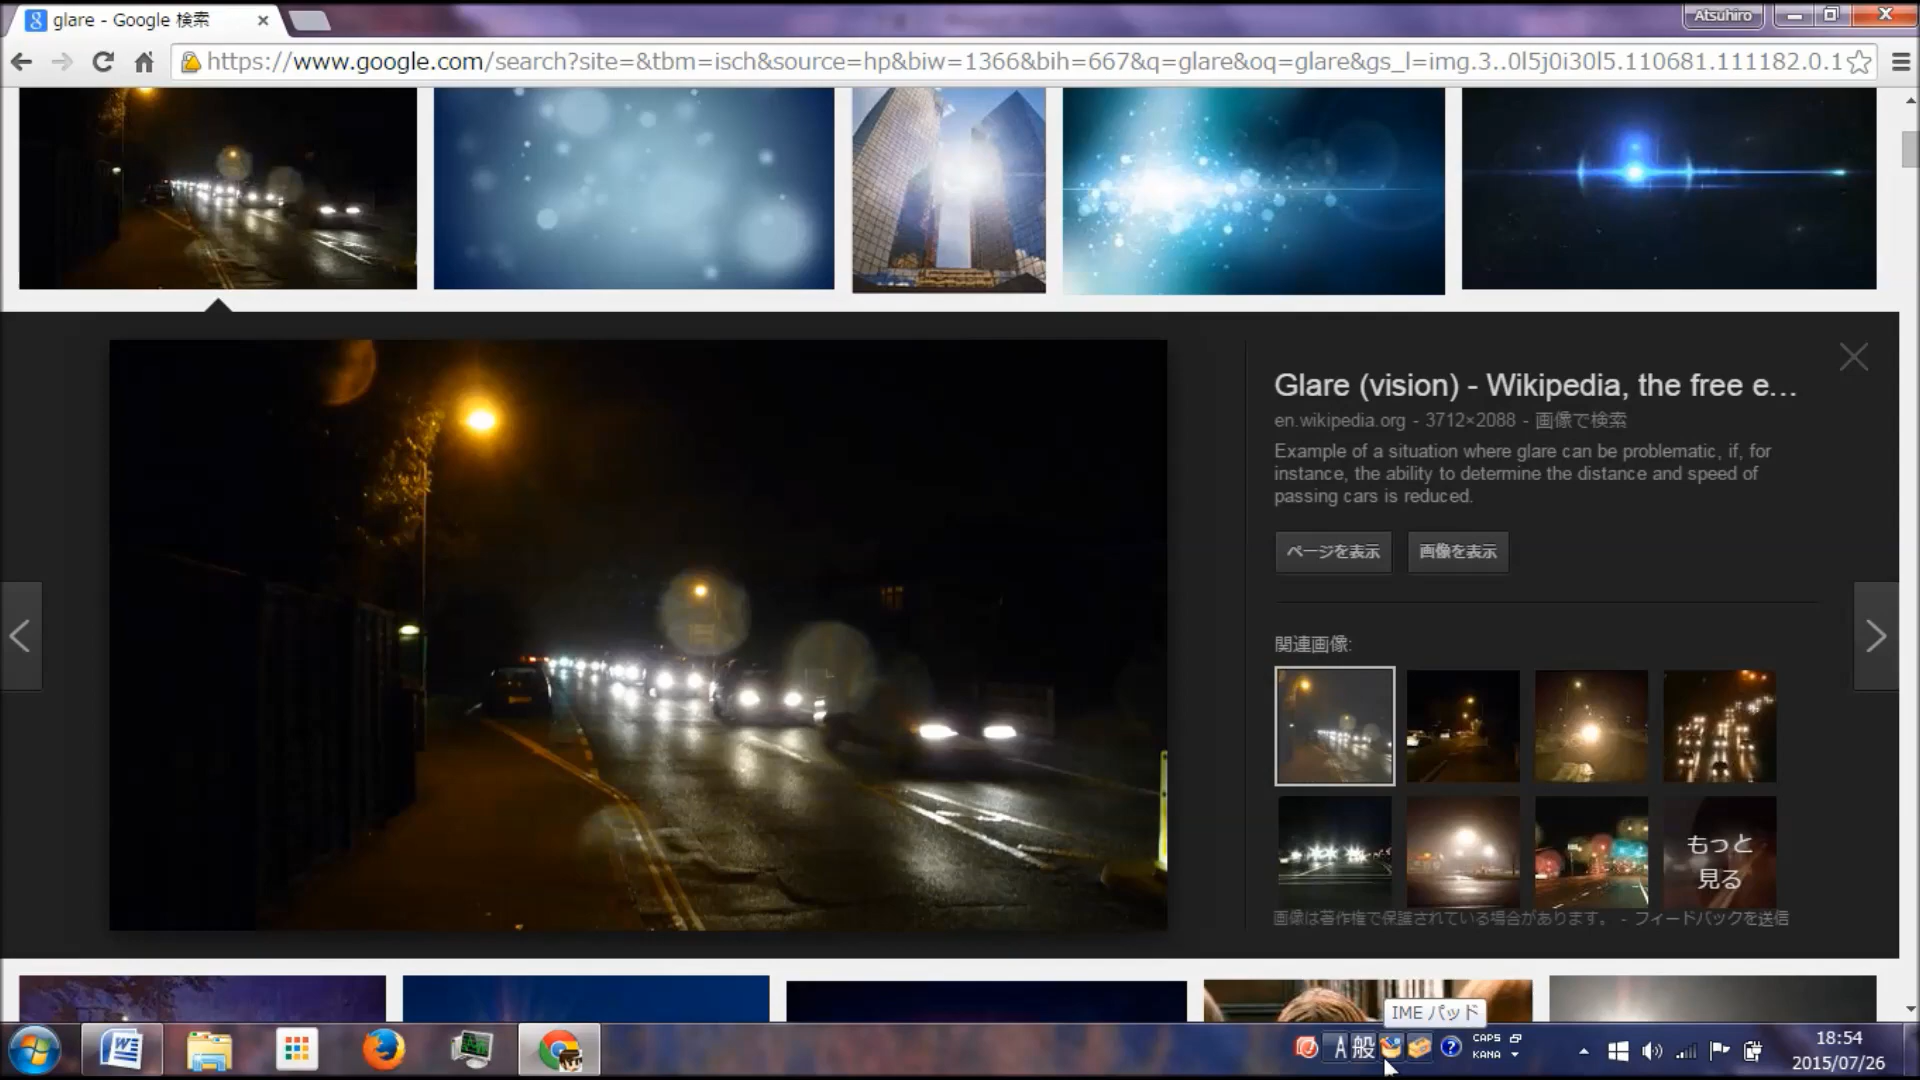 glare - Google 検索
Atsuhiro
https://www.google.com/search?site=&tbm=isch&source=hp&biw=1366&bih=667&q=glare&oq=glare&gs_l=img.3..0l5j0i30l5.110681.111182.0.1
Glare (vision) - Wikipedia, the free e...
en.wikipedia.org - 3712×2088 - 画像で検索
Example of a situation where glare can be problematic, if, for
instance, the ability to determine the distance and speed of
passing cars is reduced.
ページを表示
画像を表示
関連画像:
もっと
見る
画像は著作権で保護されている場合があります。 - フィードバックを送信
IME パッド
A 般
CAPS
KANA
18:54
2015/07/26